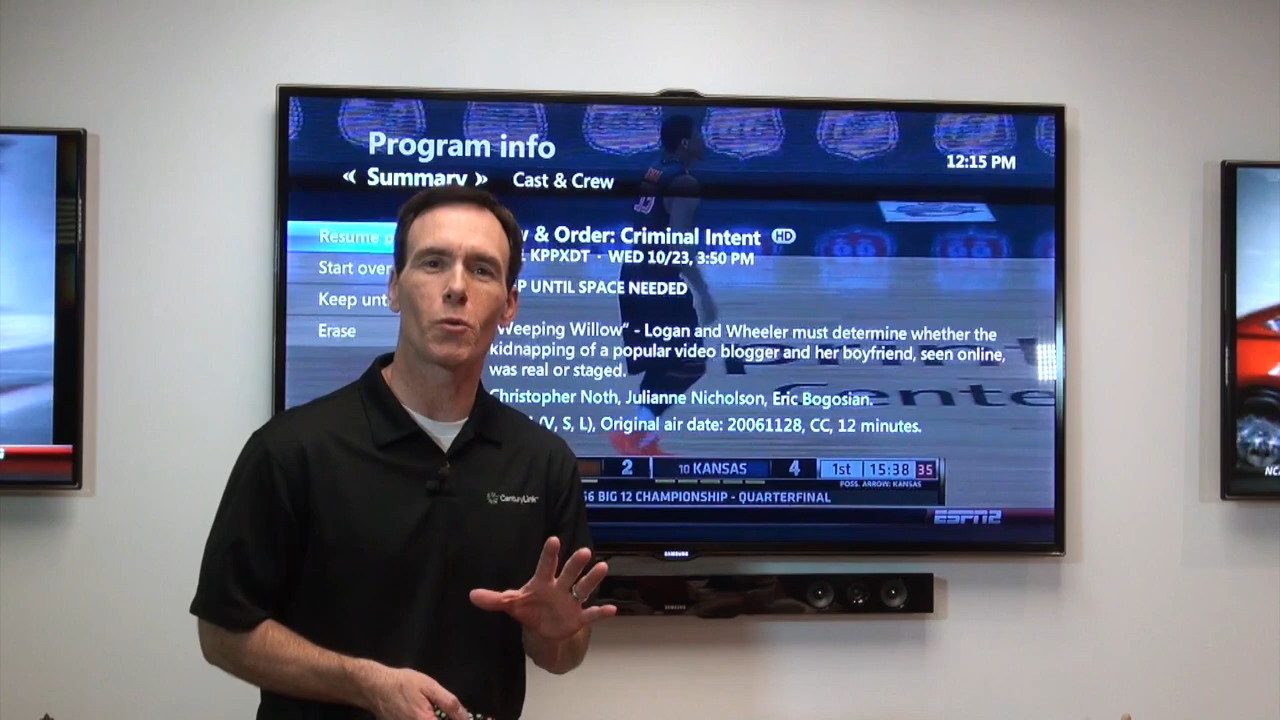 Program info
12:15 PM
« Summary » Cast & Crew
Resume
& Order: Criminal Intent HD
KPPXDT · WED 10/23, 3:50 PM
Start over
UNTIL SPACE NEEDED
Keep
Erase
"Weeping Willow" - Logan and Wheeler must determine whether the
kidnapping of a popular video blogger and her boyfriend, seen online,
was real or staged.
Christopher Noth, Julianne Nicholson, Eric Bogosian.
(V, S, L), Original air date: 20061128, CC, 12 minutes.
2 10 KANSAS 4 1st 15:38 35
POSS. ARROW: KANSAS
BIG 12 CHAMPIONSHIP - QUARTERFINAL
ESPN2
CenturyLink
SAMSUNG
SAMSUNG